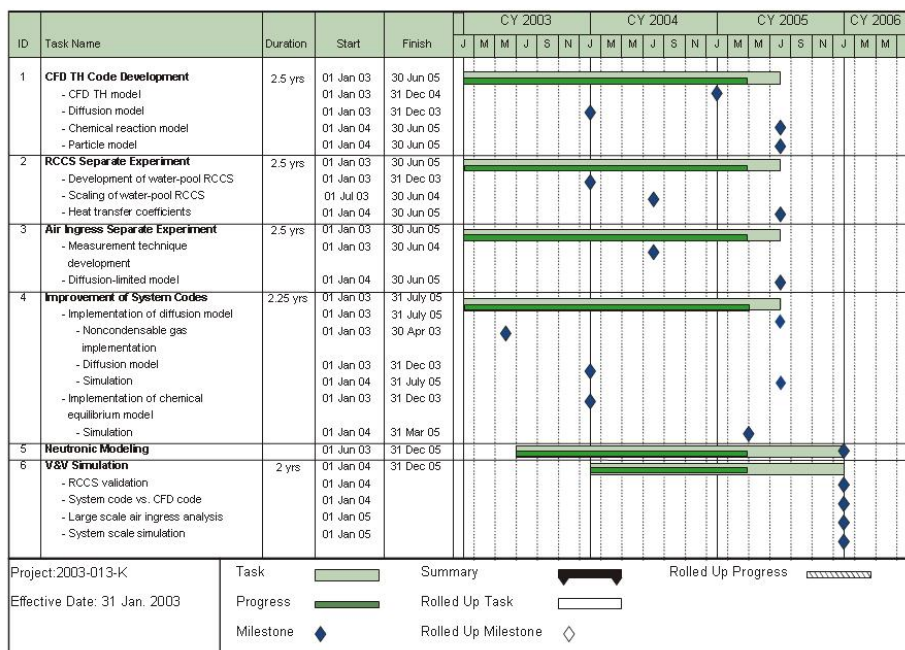 CY 2003 CY 2004 CY 2005 CY 2006
ID Task Name Duration Start Finish J M M J S N J M M J S N J M M J S N J M M
1 CFD TH Code Development 2.5 yrs 01 Jan 03 30 Jun 05
- CFD TH model 01 Jan 03 31 Dec 04
- Diffusion model 01 Jan 03 31 Dec 03
- Chemical reaction model 01 Jan 04 30 Jun 05
- Particle model 01 Jan 04 30 Jun 05
2 RCCS Separate Experiment 2.5 yrs 01 Jan 03 30 Jun 05
- Development of water-pool RCCS 01 Jan 03 31 Dec 03
- Scaling of water-pool RCCS 01 Jul 03 30 Jun 04
- Heat transfer coefficients 01 Jan 04 30 Jun 05
3 Air Ingress Separate Experiment 2.5 yrs 01 Jan 03 30 Jun 05
- Measurement technique 01 Jan 03 30 Jun 04
development
- Diffusion-limited model 01 Jan 04 30 Jun 05
4 Improvement of System Codes 2.25 yrs 01 Jan 03 31 July 05
- Implementation of diffusion model 01 Jan 03 31 July 05
- Noncondensable gas 01 Jan 03 30 Apr 03
implementation
- Diffusion model 01 Jan 03 31 Dec 03
- Simulation 01 Jan 04 31 July 05
- Implementation of chemical 01 Jan 03 31 Dec 03
equilibrium model
- Simulation 01 Jan 04 31 Mar 05
5 Neutronic Modeling 01 Jun 03 31 Dec 05
6 V&V Simulation 2 yrs 01 Jan 04 31 Dec 05
- RCCS validation 01 Jan 04
- System code vs. CFD code 01 Jan 04
- Large scale air ingress analysis 01 Jan 05
- System scale simulation 01 Jan 05
Project:2003-013-K Task Summary Rolled Up Progress
Effective Date: 31 Jan. 2003 Progress Rolled Up Task
Milestone Rolled Up Milestone